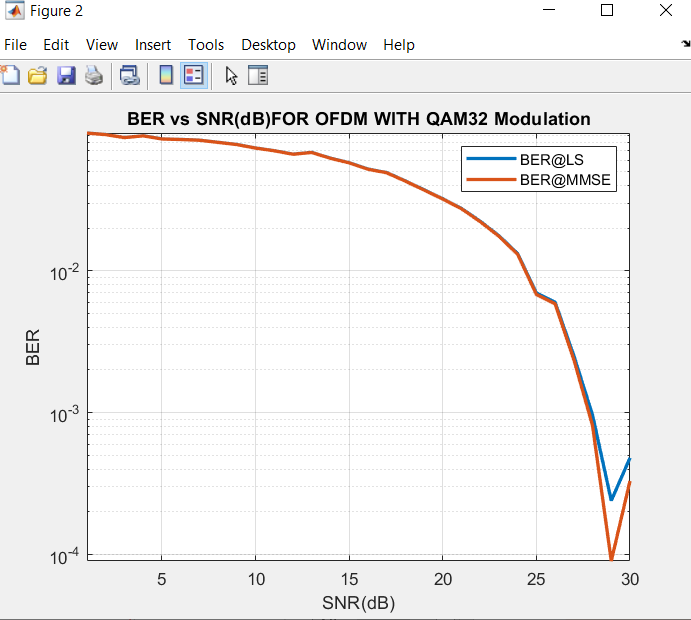 Figure 2
File Edit View Insert Tools Desktop Window Help
BER vs SNR(dB)FOR OFDM WITH QAM32 Modulation
BER@LS
BER@MMSE
10-2
10-3
10-4
BER
5 10 15 20 25 30
SNR(dB)